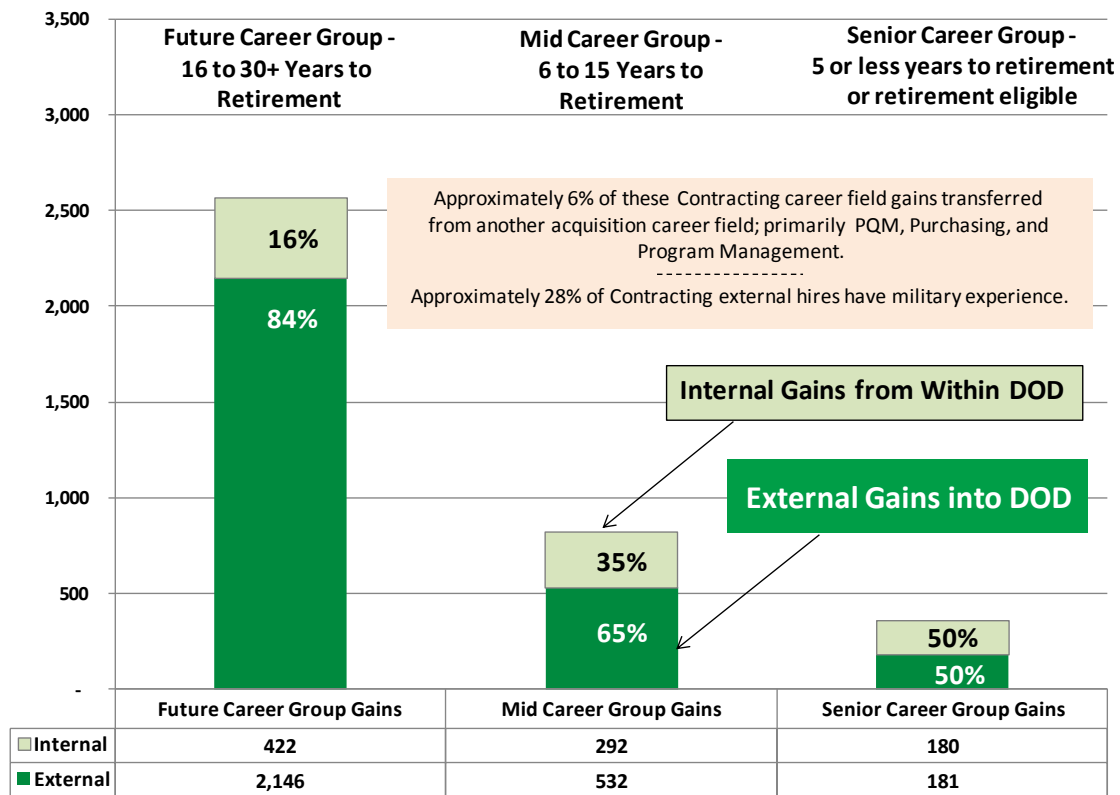 3,500
3,000
2,500
2,000
1,500
1,000
500
-
Future Career Group -
16 to 30+ Years to
Retirement
Mid Career Group -
6 to 15 Years to
Retirement
Senior Career Group -
5 or less years to retirement
or retirement eligible
Approximately 6% of these Contracting career field gains transferred
from another acquisition career field; primarily PQM, Purchasing, and
Program Management.
----------------
Approximately 28% of Contracting external hires have military experience.
16%
84%
Internal Gains from Within DOD
External Gains into DOD
35%
65%
50%
50%
Future Career Group Gains Mid Career Group Gains Senior Career Group Gains
Internal 422 292 180
External 2,146 532 181